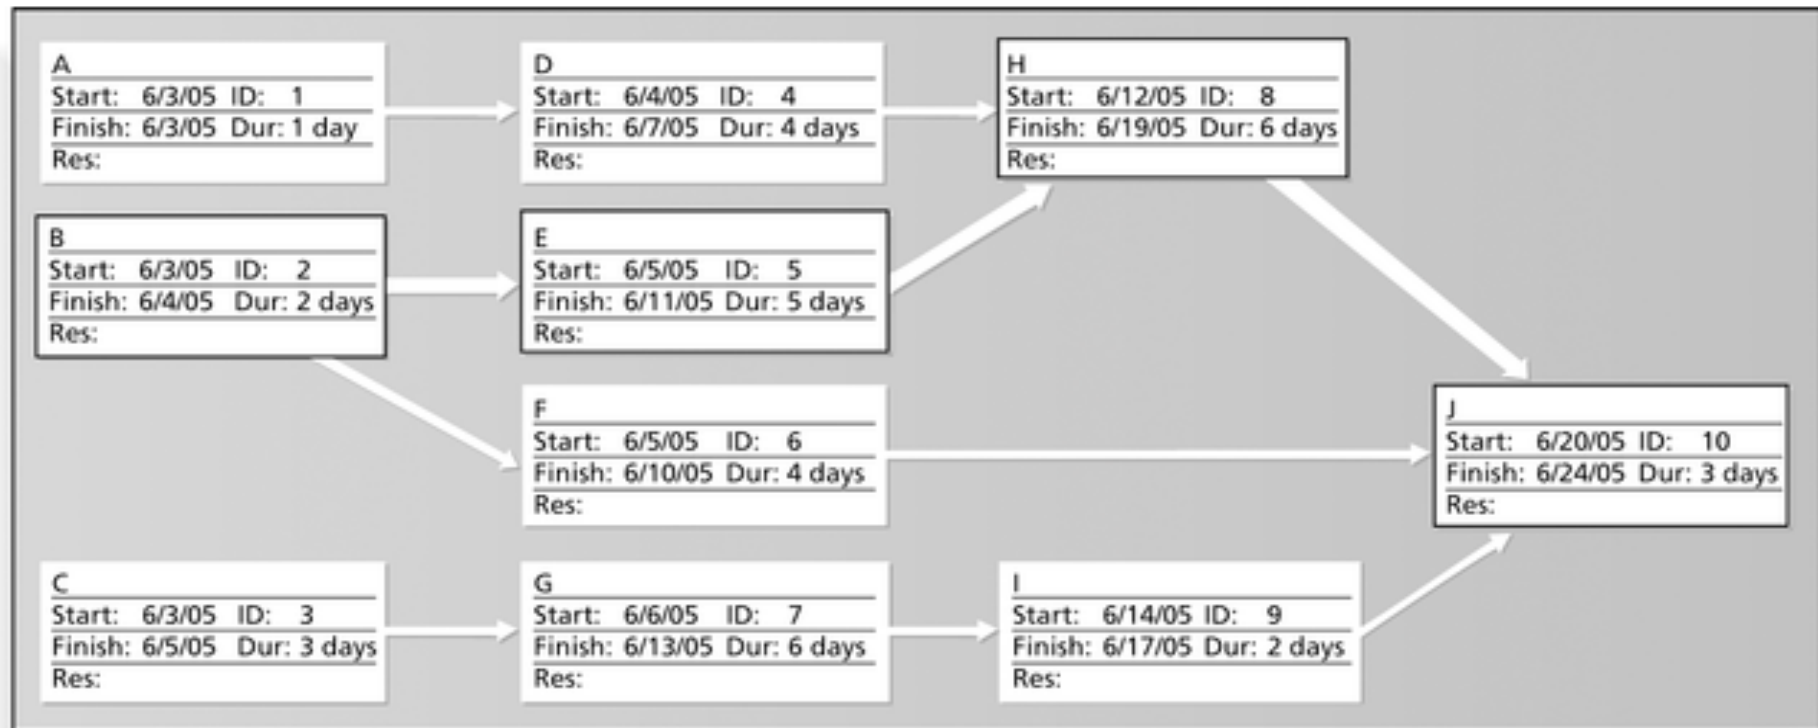 A
Start: 6/3/05 ID: 1
Finish: 6/3/05 Dur: 1 day
Res:
D
Start: 6/4/05 ID: 4
Finish: 6/7/05 Dur: 4 days
Res:
H
Start: 6/12/05 ID: 8
Finish: 6/19/05 Dur: 6 days
Res:
B
Start: 6/3/05 ID: 2
Finish: 6/4/05 Dur: 2 days
Res:
E
Start: 6/5/05 ID: 5
Finish: 6/11/05 Dur: 5 days
Res:
F
Start: 6/5/05 ID: 6
Finish: 6/10/05 Dur: 4 days
Res:
J
Start: 6/20/05 ID: 10
Finish: 6/24/05 Dur: 3 days
Res:
C
Start: 6/3/05 ID: 3
Finish: 6/5/05 Dur: 3 days
Res:
G
Start: 6/6/05 ID: 7
Finish: 6/13/05 Dur: 6 days
Res:
I
Start: 6/14/05 ID: 9
Finish: 6/17/05 Dur: 2 days
Res: